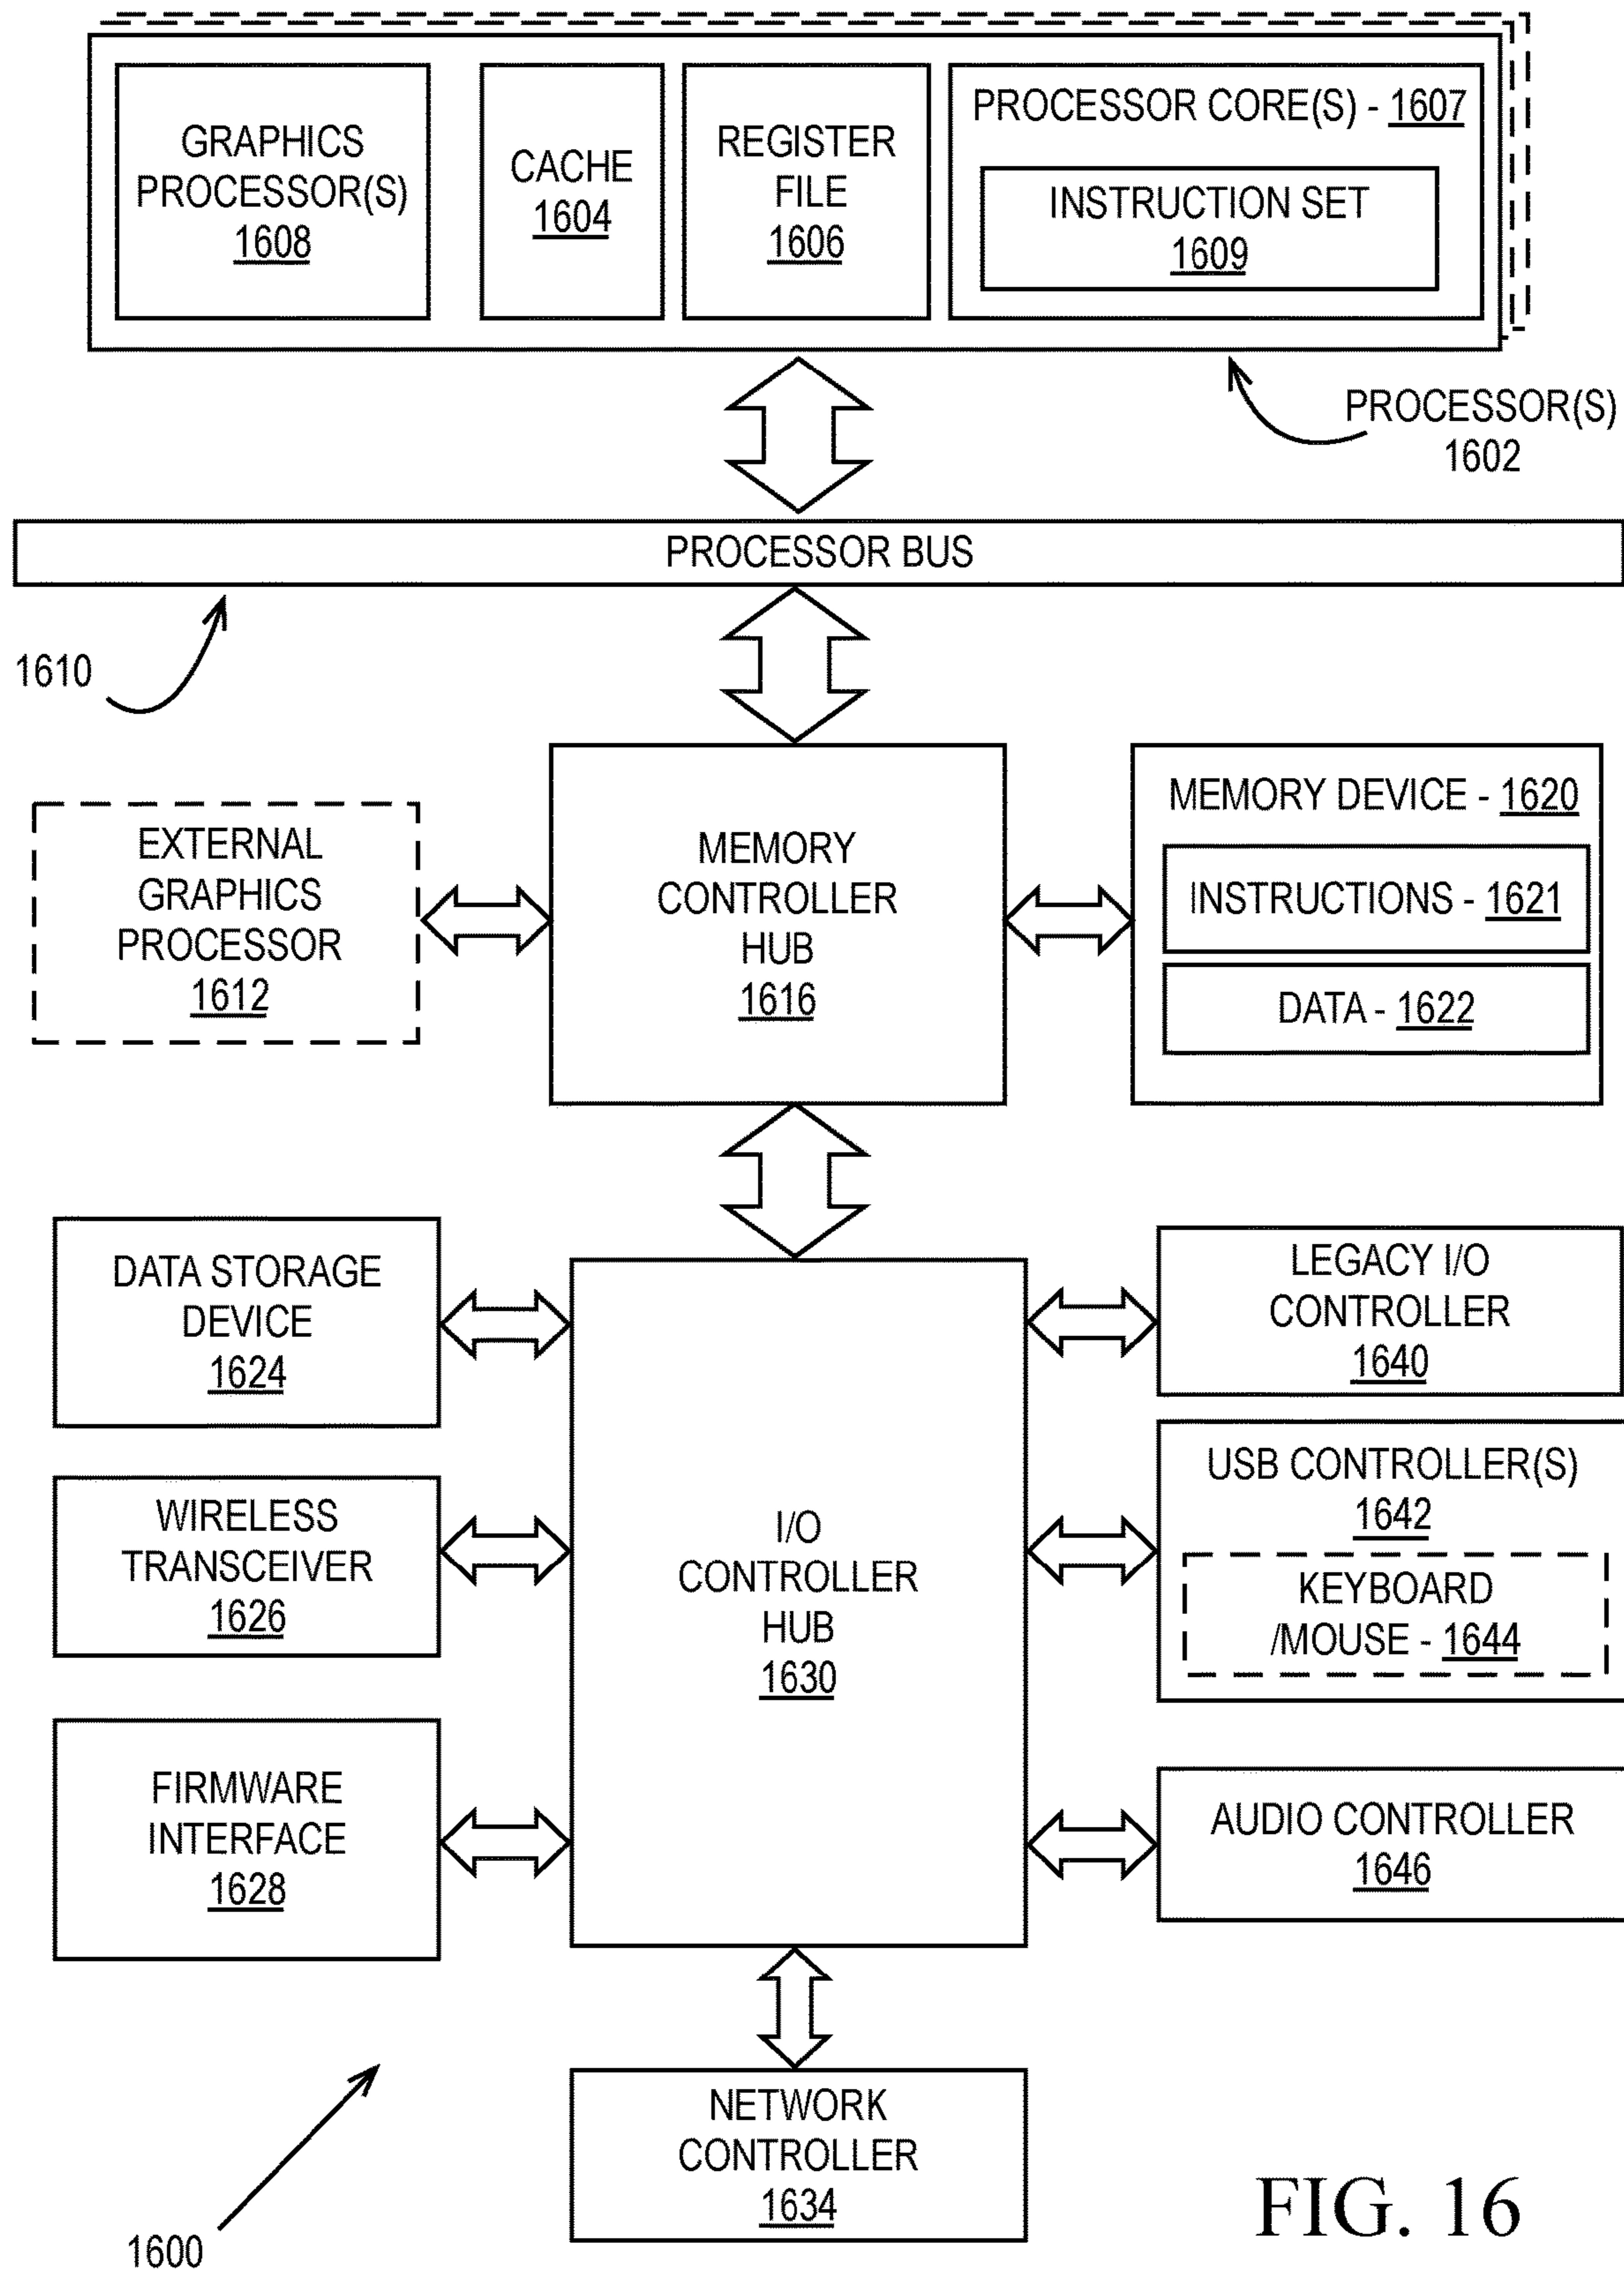 GRAPHICS
PROCESSOR(S)
1608
CACHE
1604
REGISTER
FILE
1606
PROCESSOR CORE(S) - 1607
INSTRUCTION SET
1609
PROCESSOR(S)
1602
PROCESSOR BUS
1610
EXTERNAL
GRAPHICS
PROCESSOR
1612
MEMORY
CONTROLLER
HUB
1616
MEMORY DEVICE - 1620
INSTRUCTIONS - 1621
DATA - 1622
DATA STORAGE
DEVICE
1624
LEGACY I/O
CONTROLLER
1640
WIRELESS
TRANSCEIVER
1626
I/O
CONTROLLER
HUB
1630
USB CONTROLLER(S)
1642
KEYBOARD
/MOUSE - 1644
FIRMWARE
INTERFACE
1628
AUDIO CONTROLLER
1646
NETWORK
CONTROLLER
1634
1600
FIG. 16